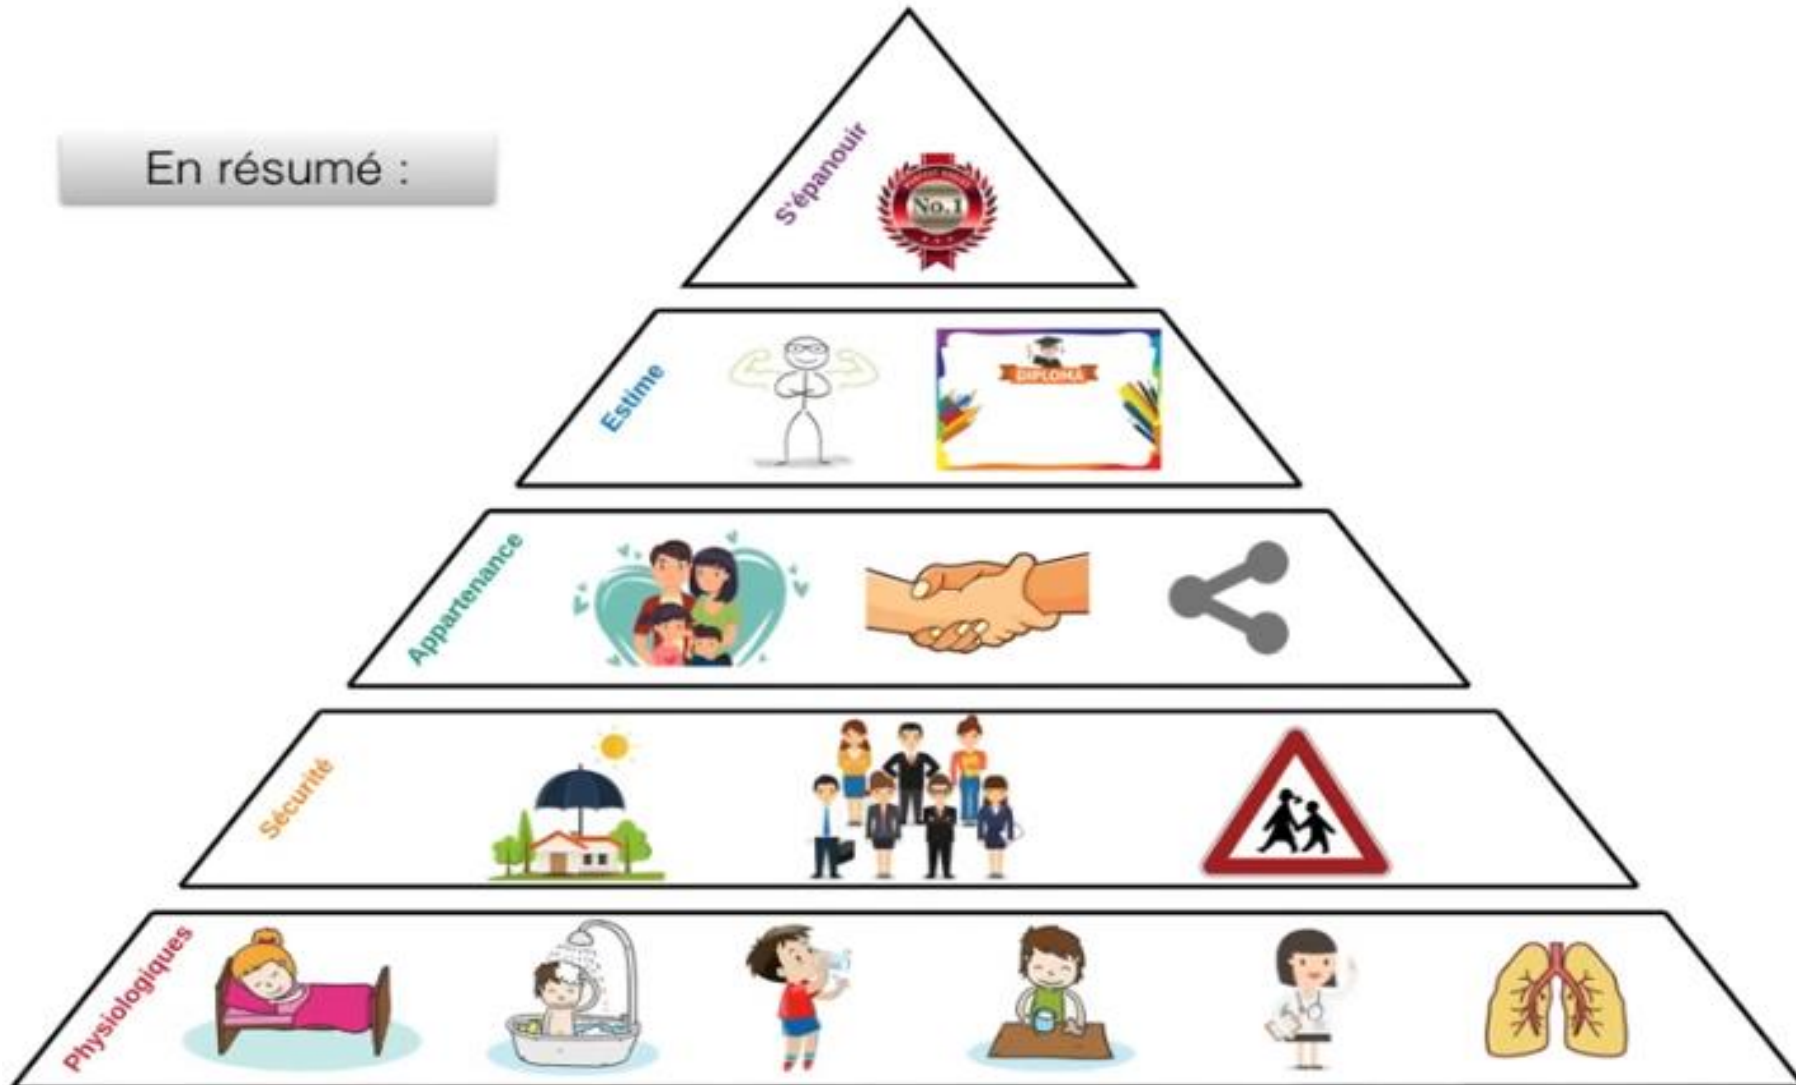 En résumé :
S'épanouir
No.1
Estime
DIPLOMA
Appartenance
Sécurité
Physiologiques